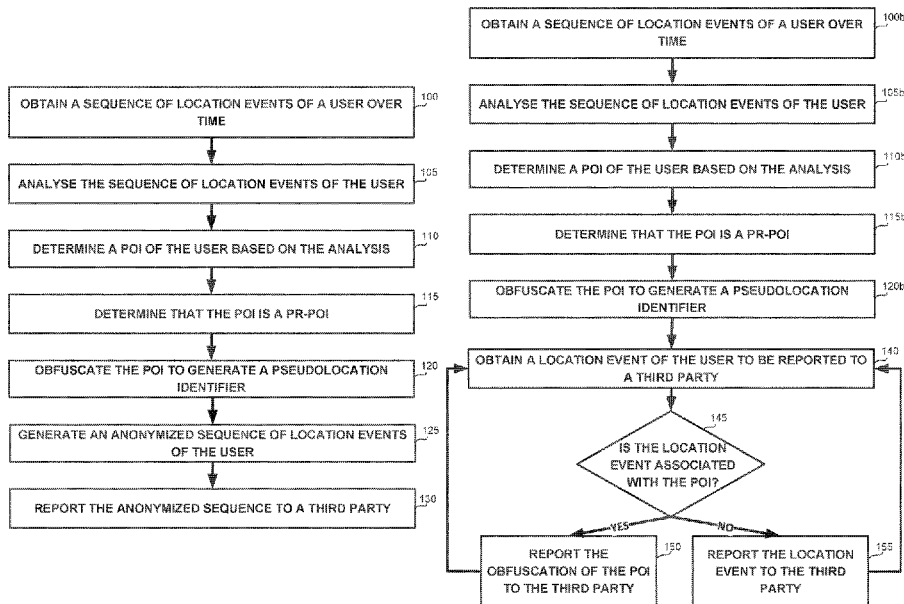 100
OBTAIN A SEQUENCE OF LOCATION EVENTS OF A USER OVER
TIME
105
ANALYSE THE SEQUENCE OF LOCATION EVENTS OF THE USER
110
DETERMINE A POI OF THE USER BASED ON THE ANALYSIS
115
DETERMINE THAT THE POI IS A PR-POI
120
OBFUSCATE THE POI TO GENERATE A PSEUDOLOCATION
IDENTIFIER
125
GENERATE AN ANONYMIZED SEQUENCE OF LOCATION EVENTS
OF THE USER
130
REPORT THE ANONYMIZED SEQUENCE TO A THIRD PARTY
100b
OBTAIN A SEQUENCE OF LOCATION EVENTS OF A USER OVER
TIME
105b
ANALYSE THE SEQUENCE OF LOCATION EVENTS OF THE USER
110b
DETERMINE A POI OF THE USER BASED ON THE ANALYSIS
115b
DETERMINE THAT THE POI IS A PR-POI
120b
OBFUSCATE THE POI TO GENERATE A PSEUDOLOCATION
IDENTIFIER
140
OBTAIN A LOCATION EVENT OF THE USER TO BE REPORTED TO
A THIRD PARTY
145
IS THE LOCATION
EVENT ASSOCIATED
WITH THE POI?
YES
NO
150
REPORT THE
OBFUSCATION OF THE POI
TO THE THIRD PARTY
155
REPORT THE LOCATION
EVENT TO THE THIRD
PARTY